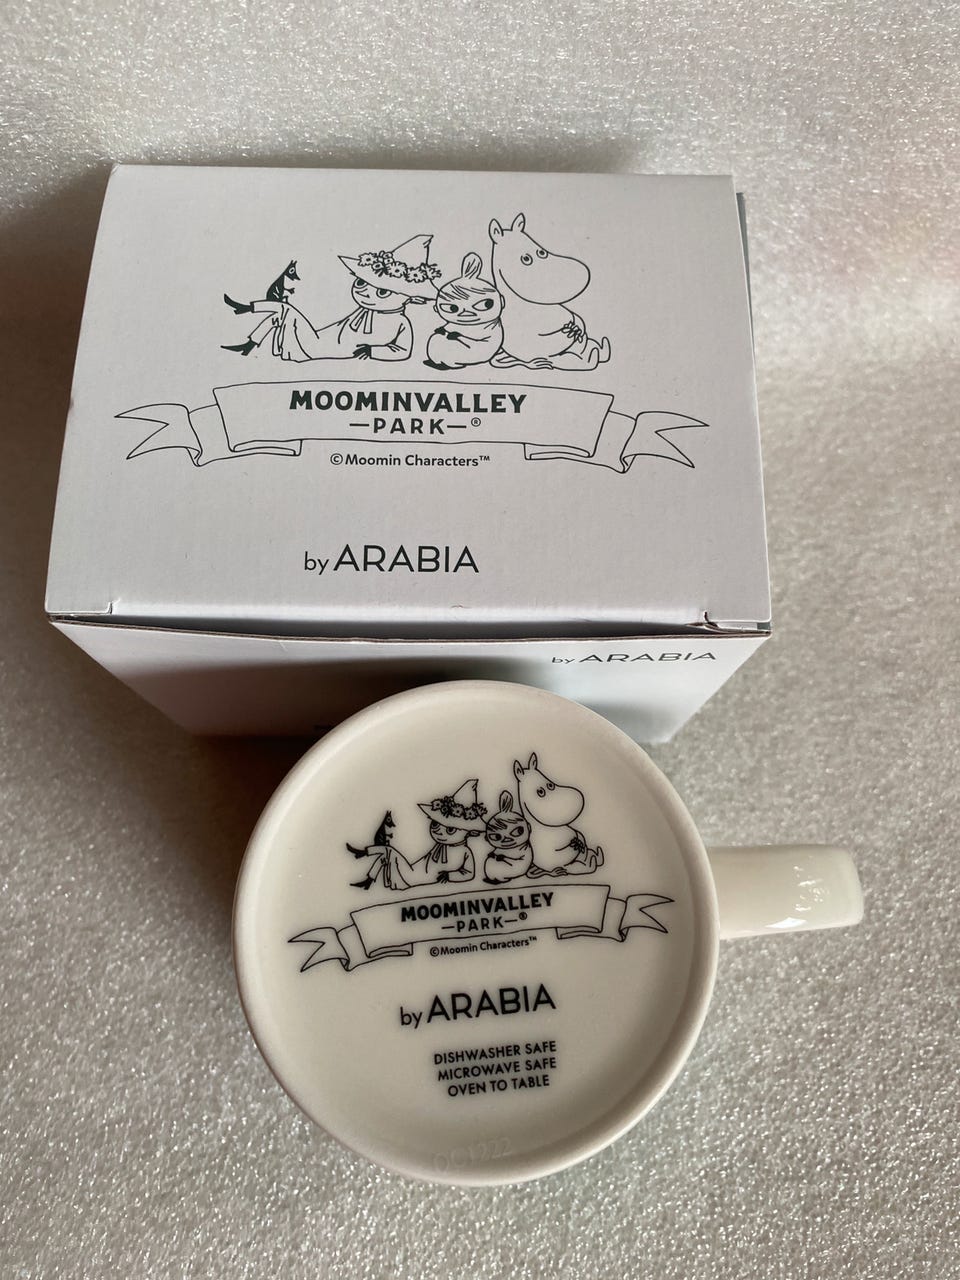 MOOMINVALLEY
—PARK—®
©Moomin Characters™
by ARABIA
by ARABIA
MOOMINVALLEY
—PARK—®
©Moomin Characters™
by ARABIA
DISHWASHER SAFE
MICROWAVE SAFE
OVEN TO TABLE